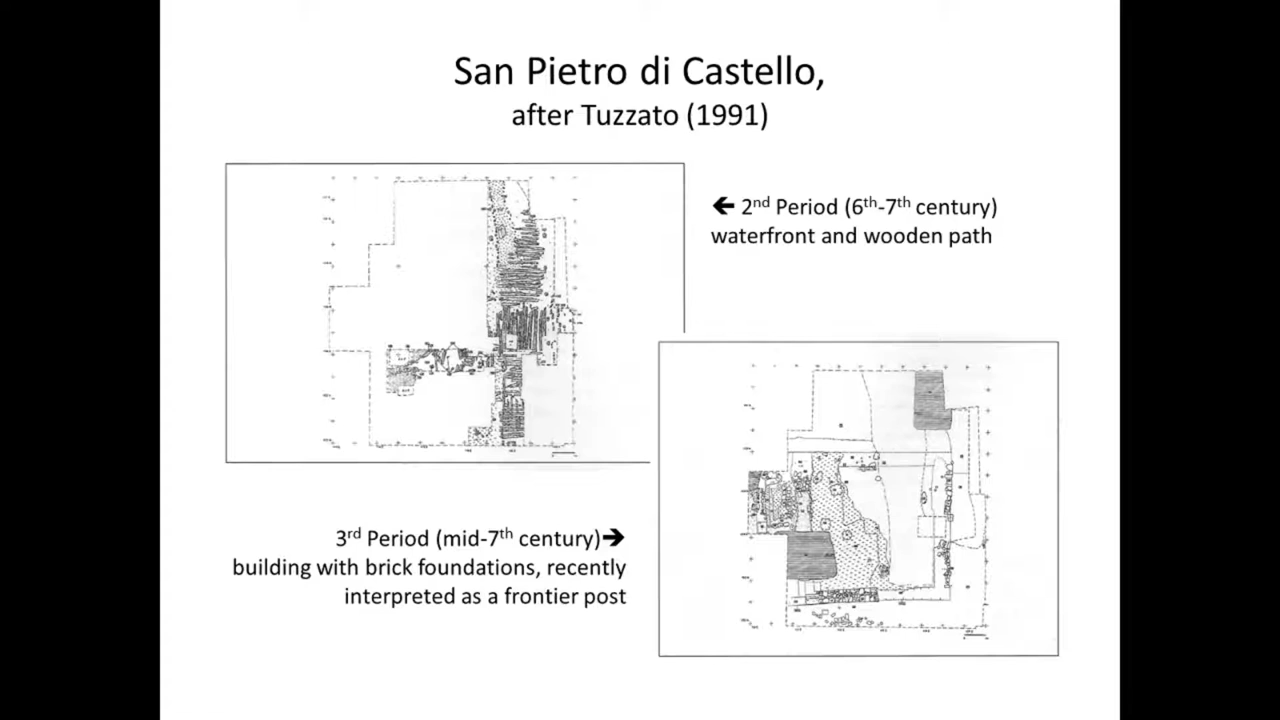 San Pietro di Castello,
after Tuzzato (1991)
🡸 2nd Period (6th-7th century)
waterfront and wooden path
3rd Period (mid-7th century)🡺
building with brick foundations, recently
interpreted as a frontier post